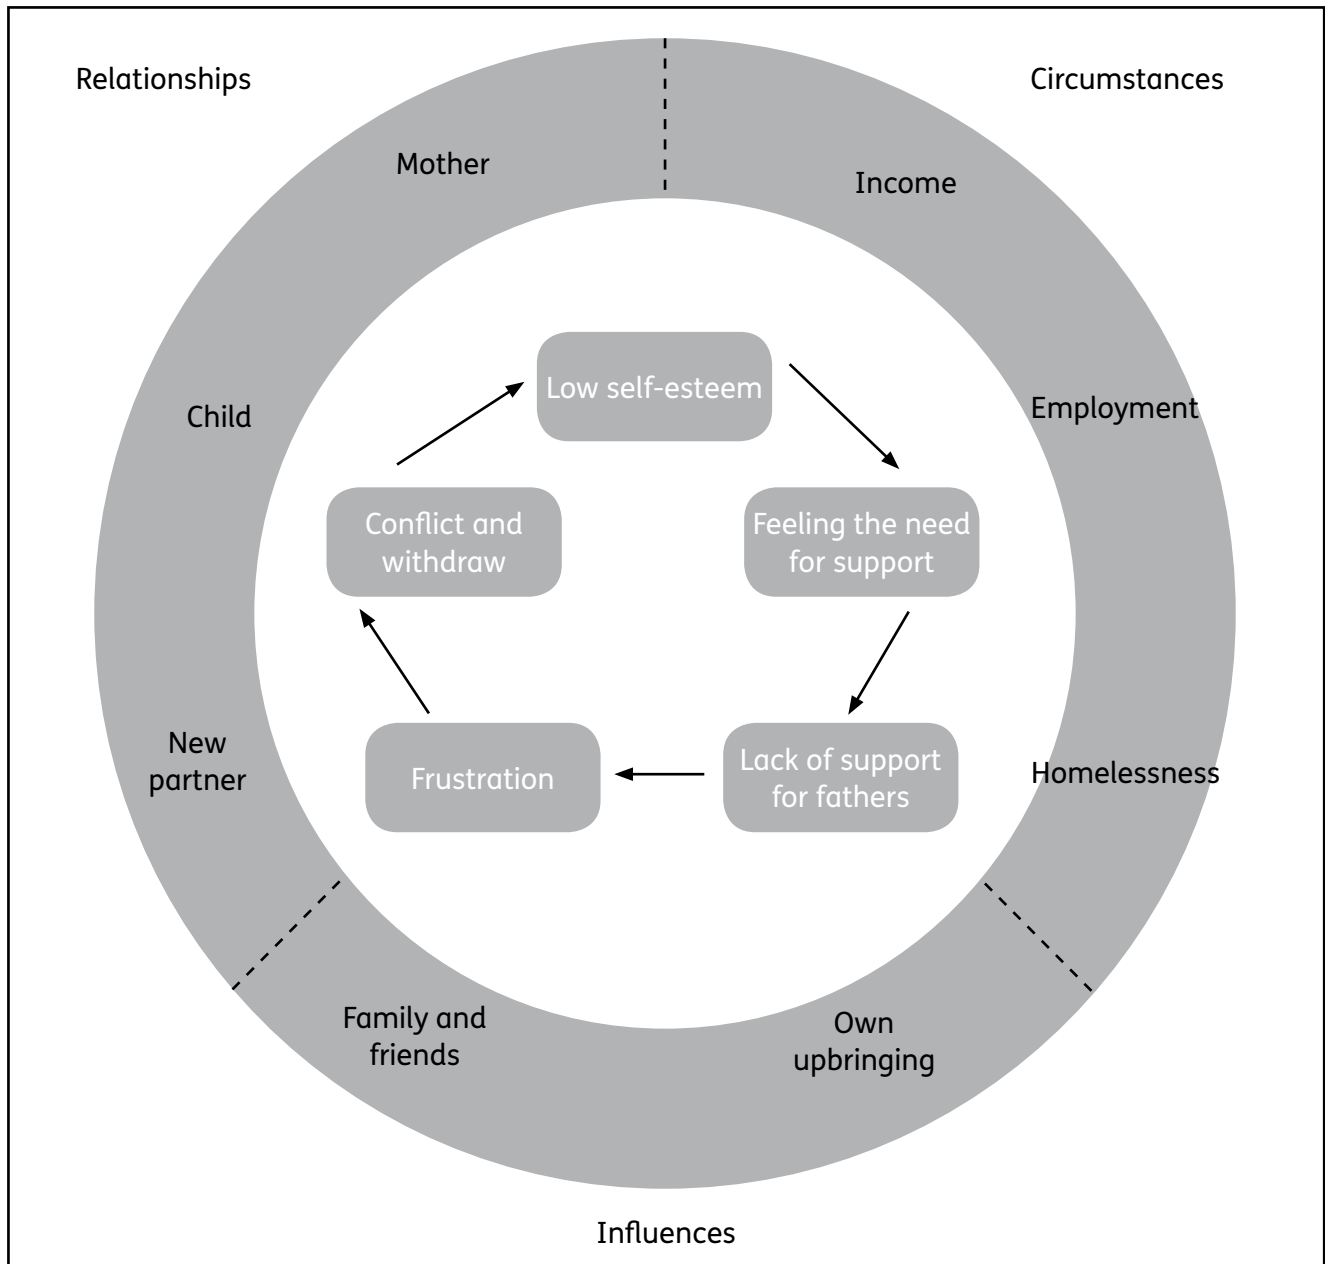 Relationships
Circumstances
Mother
Income
Low self-esteem
Child
Employment
Conflict and
withdraw
Feeling the need
for support
New
partner
Frustration
Lack of support
for fathers
Homelessness
Family and
friends
Own
upbringing
Influences